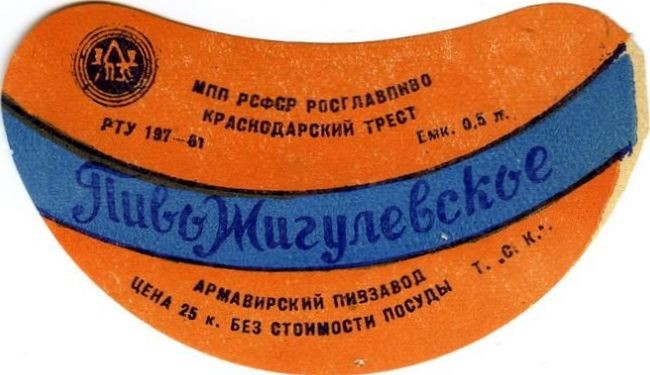 МПП РСФСР РОСГЛАВПИВО
КРАСНОДАРСКИЙ ТРЕСТ
РТУ 197-61
Емк. 0,5 л.
Пиво Жигулевское
АРМАВИРСКИЙ ПИВЗАВОД
ЦЕНА 25 к. БЕЗ СТОИМОСТИ ПОСУДЫ
Т. „С. К.".